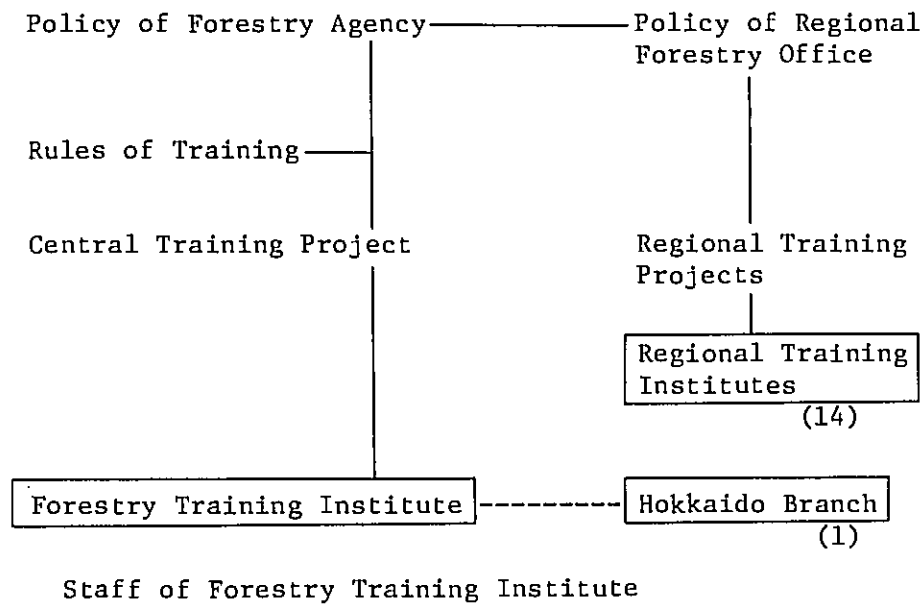 Policy of Forestry Agency
Policy of Regional
Forestry Office
Rules of Training
Central Training Project
Regional Training
Projects
Regional Training
Institutes
(14)
Forestry Training Institute
Hokkaido Branch
(1)
Staff of Forestry Training Institute